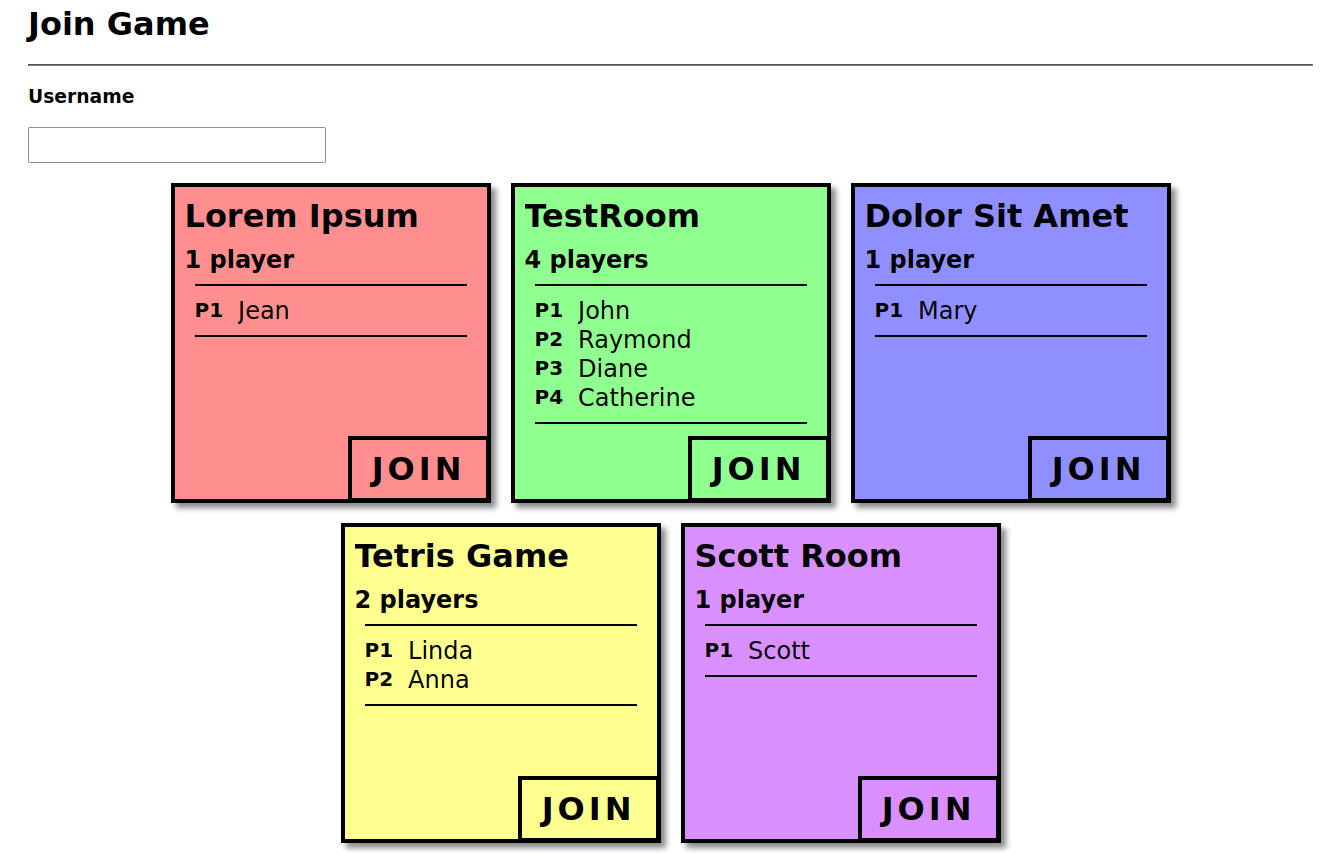 Join Game
Username
Lorem Ipsum
1 player
P1 Jean
JOIN
TestRoom
4 players
P1 John
P2 Raymond
P3 Diane
P4 Catherine
JOIN
Dolor Sit Amet
1 player
P1 Mary
JOIN
Tetris Game
2 players
P1 Linda
P2 Anna
JOIN
Scott Room
1 player
P1 Scott
JOIN